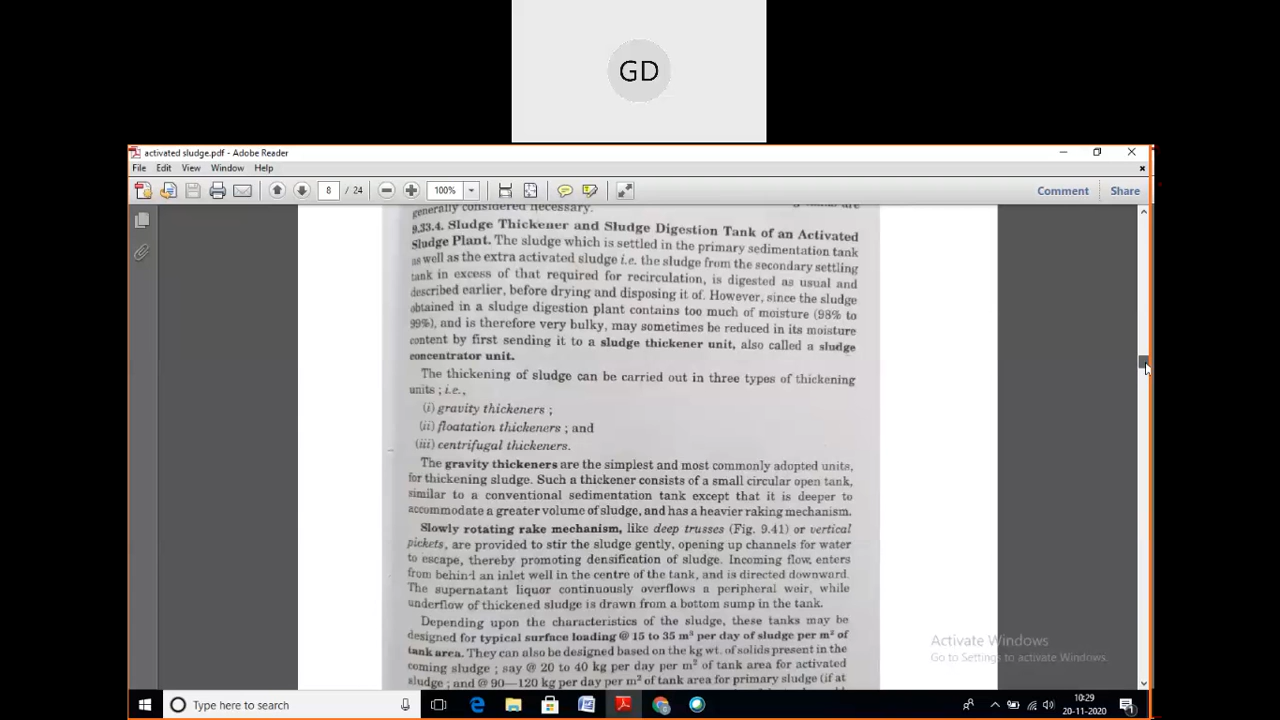 GD
activated sludge.pdf - Adobe Reader
File Edit View Window Help
8 / 24 100% Comment Share
generally considered necessary. are
9.33.4. Sludge Thickener and Sludge Digestion Tank of an Activated
Sludge Plant. The sludge which is settled in the primary sedimentation tank
as well as the extra activated sludge i.e. the sludge from the secondary settling
tank in excess of that required for recirculation, is digested as usual and
described earlier, before drying and disposing it of. However, since the sludge
obtained in a sludge digestion plant contains too much of moisture (98% to
99%), and is therefore very bulky, may sometimes be reduced in its moisture
content by first sending it to a sludge thickener unit, also called a sludge
concentrator unit.
The thickening of sludge can be carried out in three types of thickening
units ; i.e.,
(i) gravity thickeners ;
(ii) floatation thickeners ; and
(iii) centrifugal thickeners.
The gravity thickeners are the simplest and most commonly adopted units,
for thickening sludge. Such a thickener consists of a small circular open tank,
similar to a conventional sedimentation tank except that it is deeper to
accommodate a greater volume of sludge, and has a heavier raking mechanism.
Slowly rotating rake mechanism, like deep trusses (Fig. 9.41) or vertical
pickets, are provided to stir the sludge gently, opening up channels for water
to escape, thereby promoting densification of sludge. Incoming flow, enters
from behind an inlet well in the centre of the tank, and is directed downward.
The supernatant liquor continuously overflows a peripheral weir, while
underflow of thickened sludge is drawn from a bottom sump in the tank.
Depending upon the characteristics of the sludge, these tanks may be
designed for typical surface loading @ 15 to 35 m³ per day of sludge per m² of
tank area. They can also be designed based on the kg wt. of solids present in the
coming sludge ; say @ 20 to 40 kg per day per m² of tank area for activated
sludge ; and @ 90—120 kg per day per m² of tank area for primary sludge (if at
Activate Windows
Go to Settings to activate Windows.
Type here to search
10:29
20-11-2020